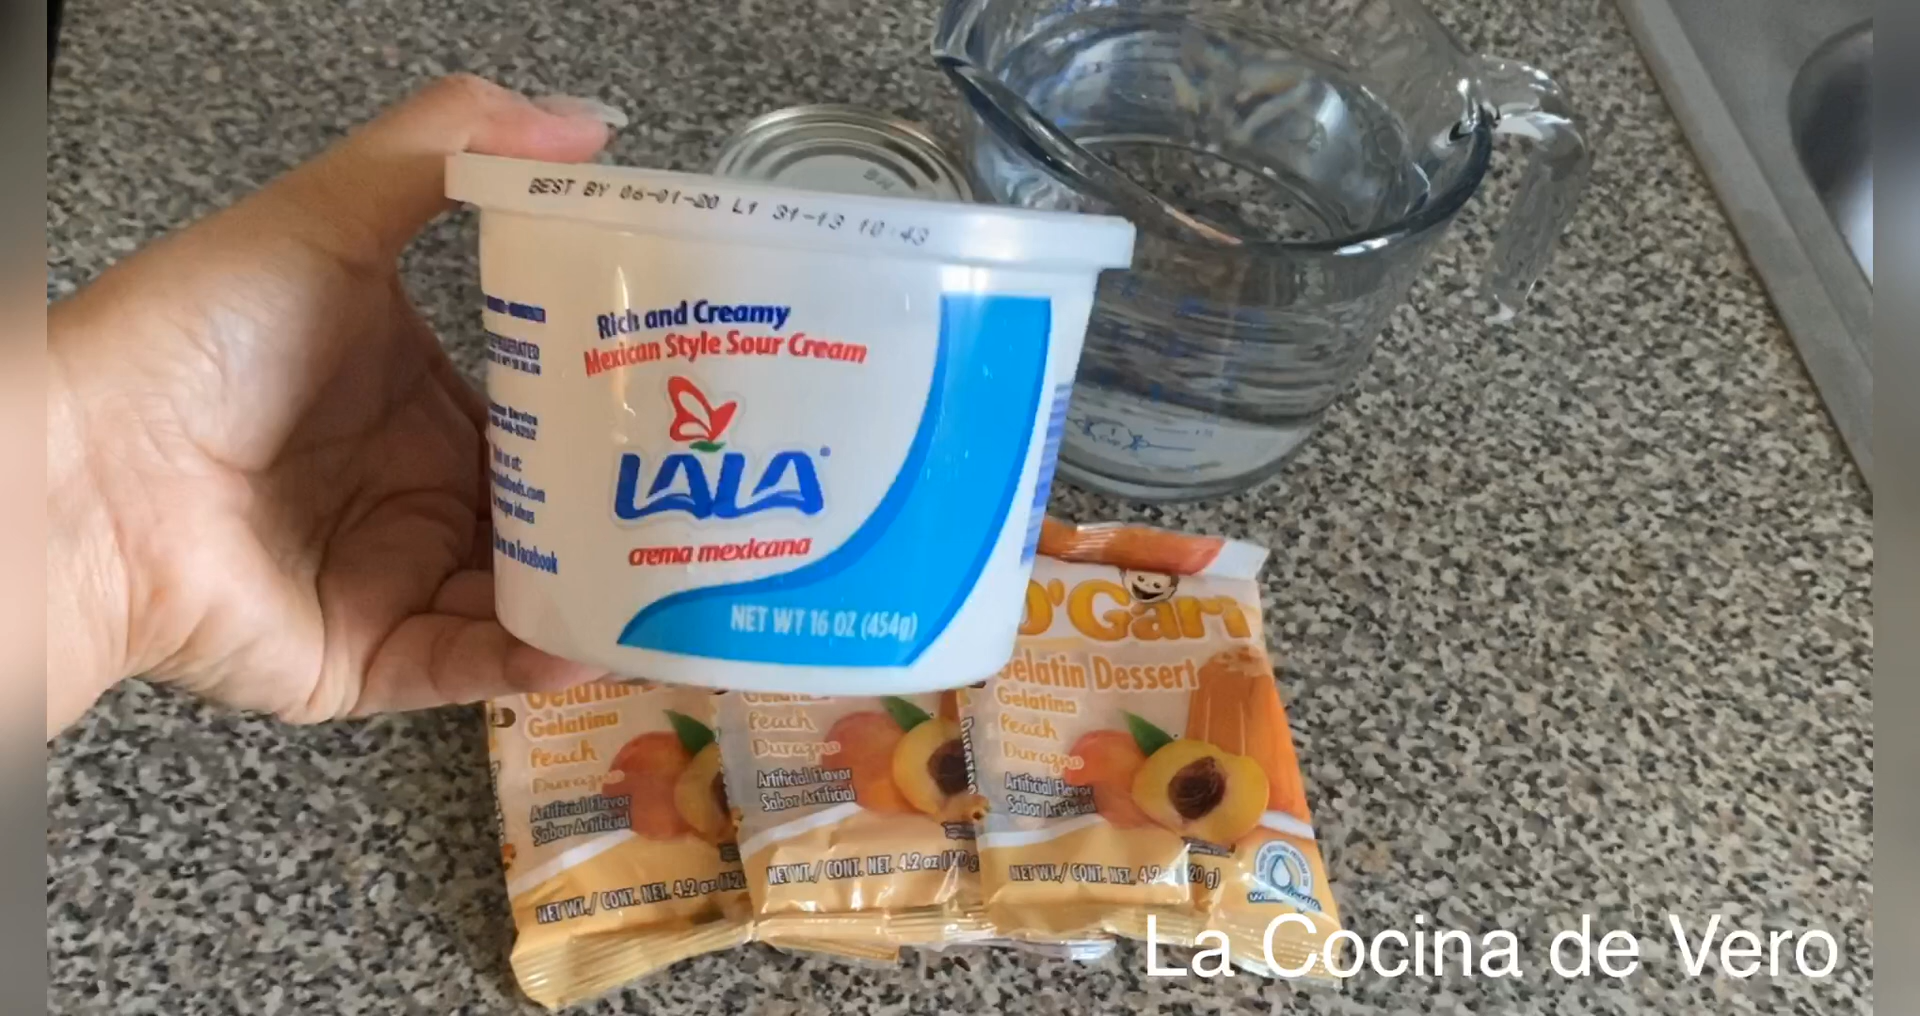 BEST BY 06-01-20 L1 31-13 10:43
Rich and Creamy
Mexican Style Sour Cream
LALA®
crema mexicana
NET WT 16 OZ (454g)
on Facebook
D'Gari
Gelatin Dessert
Gelatina
Peach
Durazno
Artificial Flavor
Sabor Artificial
NET WT./ CONT. NET. 4.2
Peach
Durazno
Artificial Flavor
Sabor Artificial
NET WT./ CONT. NET. 4.2 oz
Gelatina
Peach
Durazno
Artificial Flavor
Sabor Artificial
NET WT./ CONT. NET. 4.2 oz
La Cocina de Vero